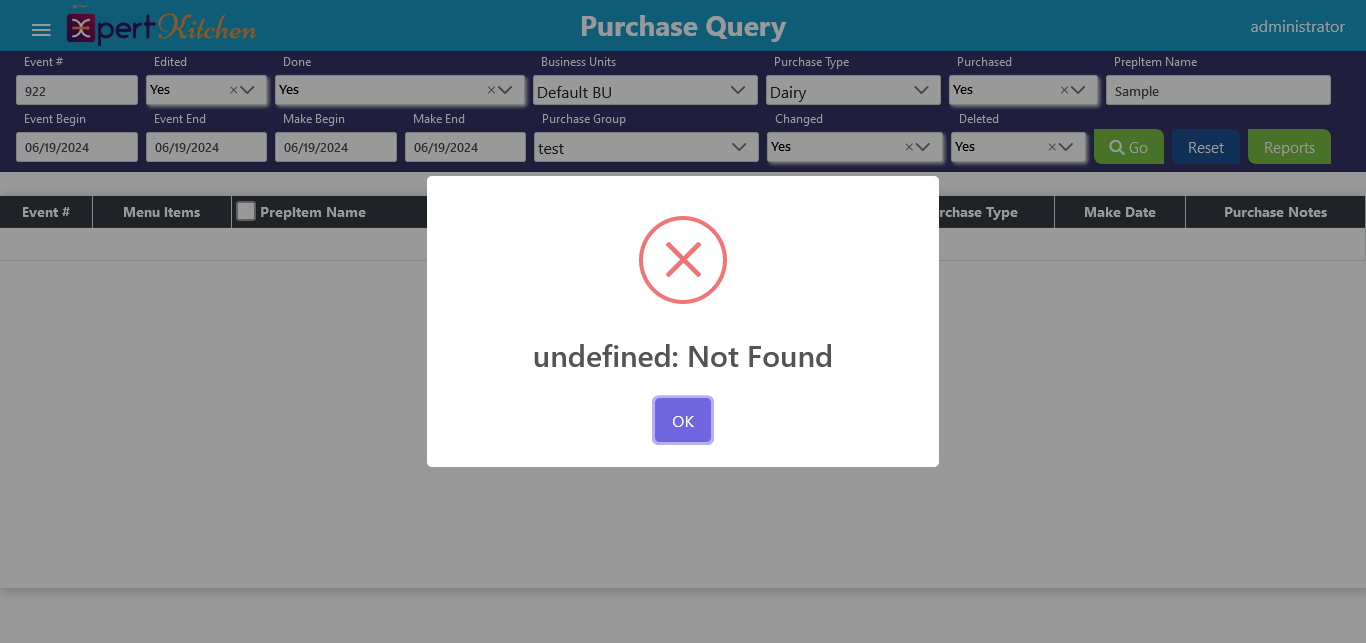 XpertKitchen
Purchase Query
administrator
Event # Edited Done Business Units Purchase Type Purchased PrepItem Name
922 Yes × Yes × Default BU Dairy Yes × Sample
Event Begin Event End Make Begin Make End Purchase Group Changed Deleted
06/19/2024 06/19/2024 06/19/2024 06/19/2024 test Yes × Yes × Go Reset Reports
Event # Menu Items PrepItem Name rchase Type Make Date Purchase Notes
undefined: Not Found
OK